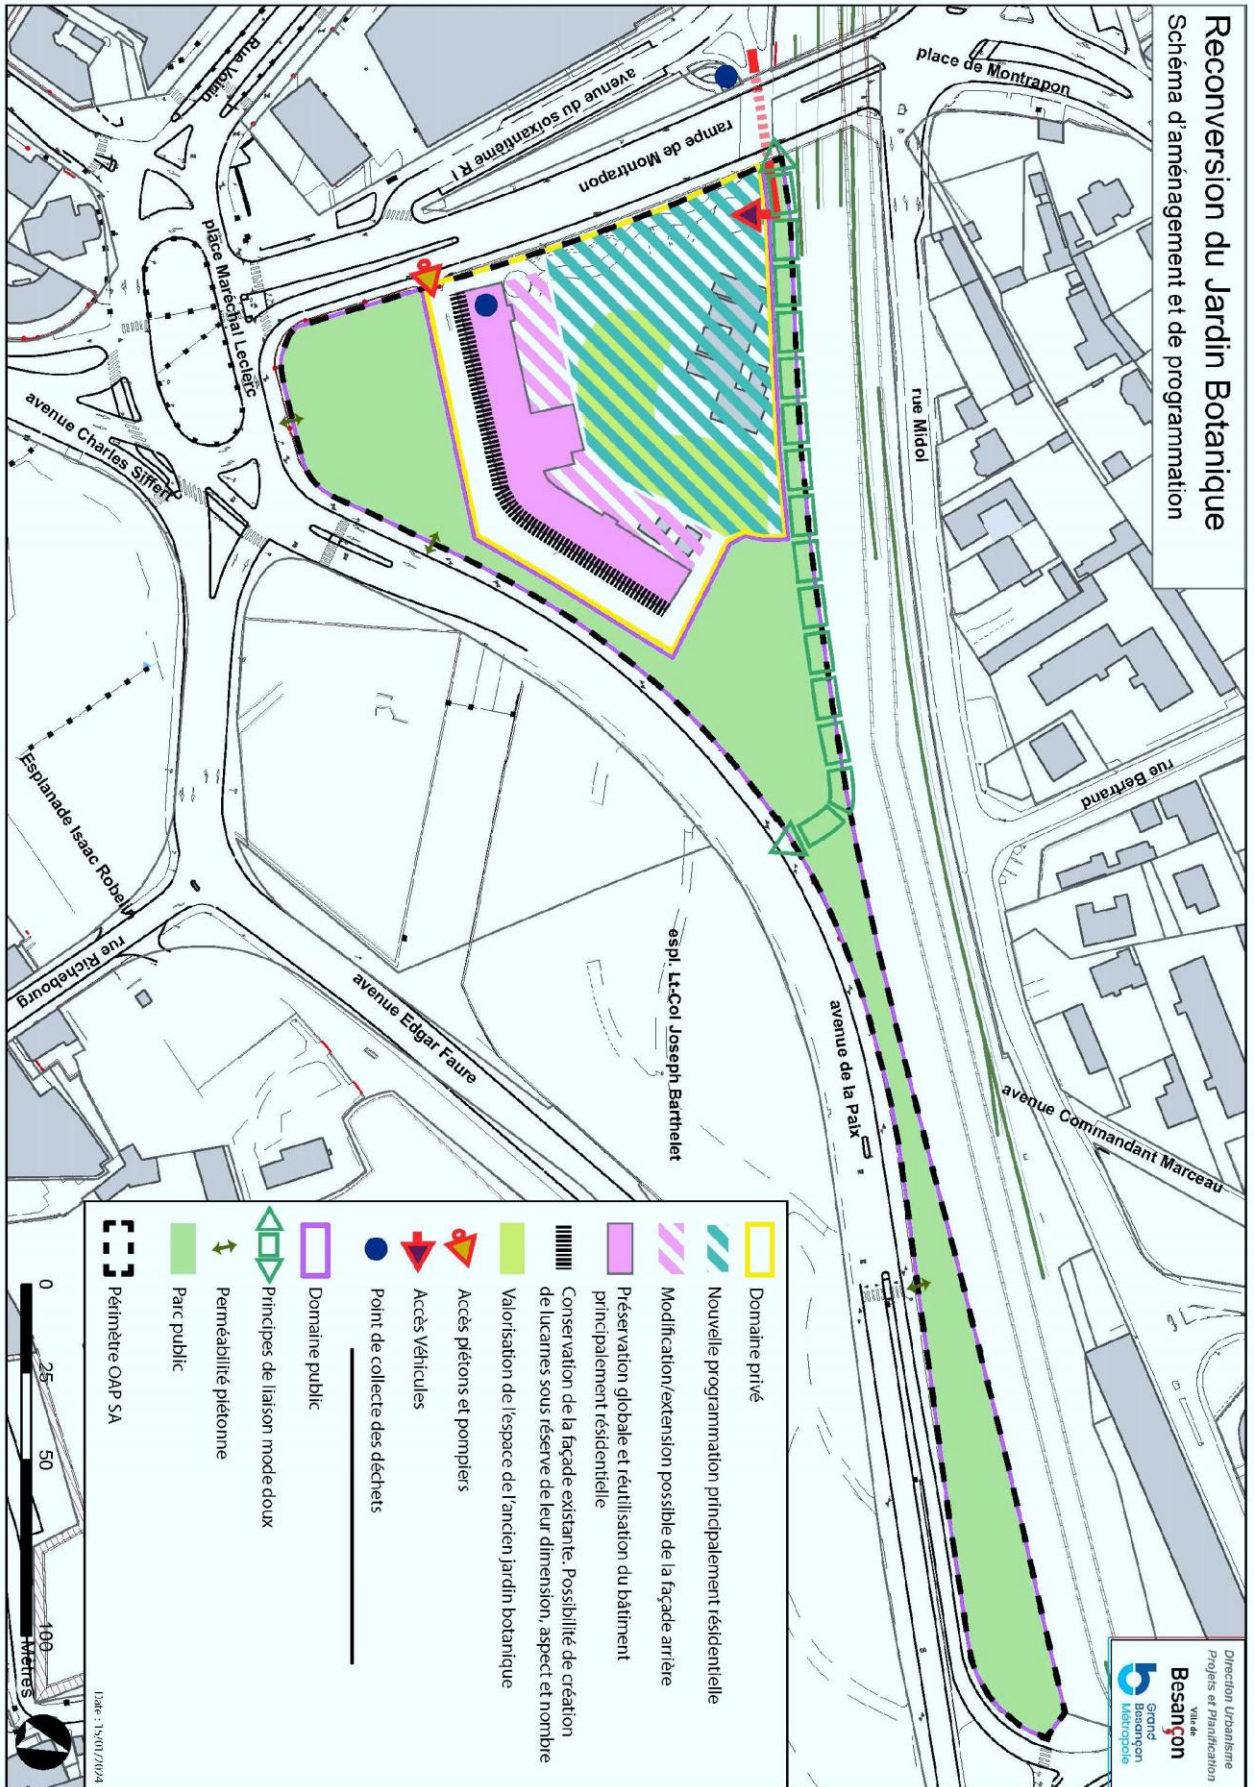 Reconversion du Jardin Botanique
Schéma d'aménagement et de programmation
Direction Urbanisme
Projets et Planification
Ville de
Besançon
Grand
Besançon
Métropole
place de Montrapon
rue Midol
rue Bertrand
avenue Commandant Marceau
rampe de Montrapon
avenue du soixantième R I
Rue Voirin
place Maréchal Leclerc
avenue Charles Siffert
avenue de la Paix
espl. Lt-Col Joseph Barthelet
avenue Edgar Faure
Esplanade Isaac Robelin
rue Richebourg
Domaine privé
Nouvelle programmation principalement résidentielle
Modification/extension possible de la façade arrière
Préservation globale et réutilisation du bâtiment
principalement résidentielle
Conservation de la façade existante. Possibilité de création
de lucarnes sous réserve de leur dimension, aspect et nombre
Valorisation de l'espace de l'ancien jardin botanique
Accès piétons et pompiers
Accès Véhicules
Point de collecte des déchets
Domaine public
Principes de liaison mode doux
Perméabilité piétonne
Parc public
Périmètre OAP SA
0 25 50 100
Mètres
Date : 15/01/2024